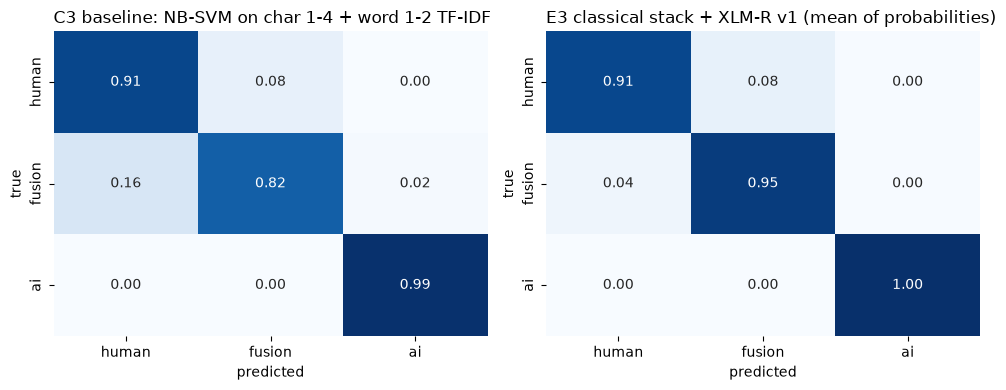 C3 baseline: NB-SVM on char 1-4 + word 1-2 TF-IDF
human
0.91 0.08 0.00
true
fusion
0.16 0.82 0.02
ai
0.00 0.00 0.99
human fusion ai
predicted
E3 classical stack + XLM-R v1 (mean of probabilities)
human
0.91 0.08 0.00
true
fusion
0.04 0.95 0.00
ai
0.00 0.00 1.00
human fusion ai
predicted